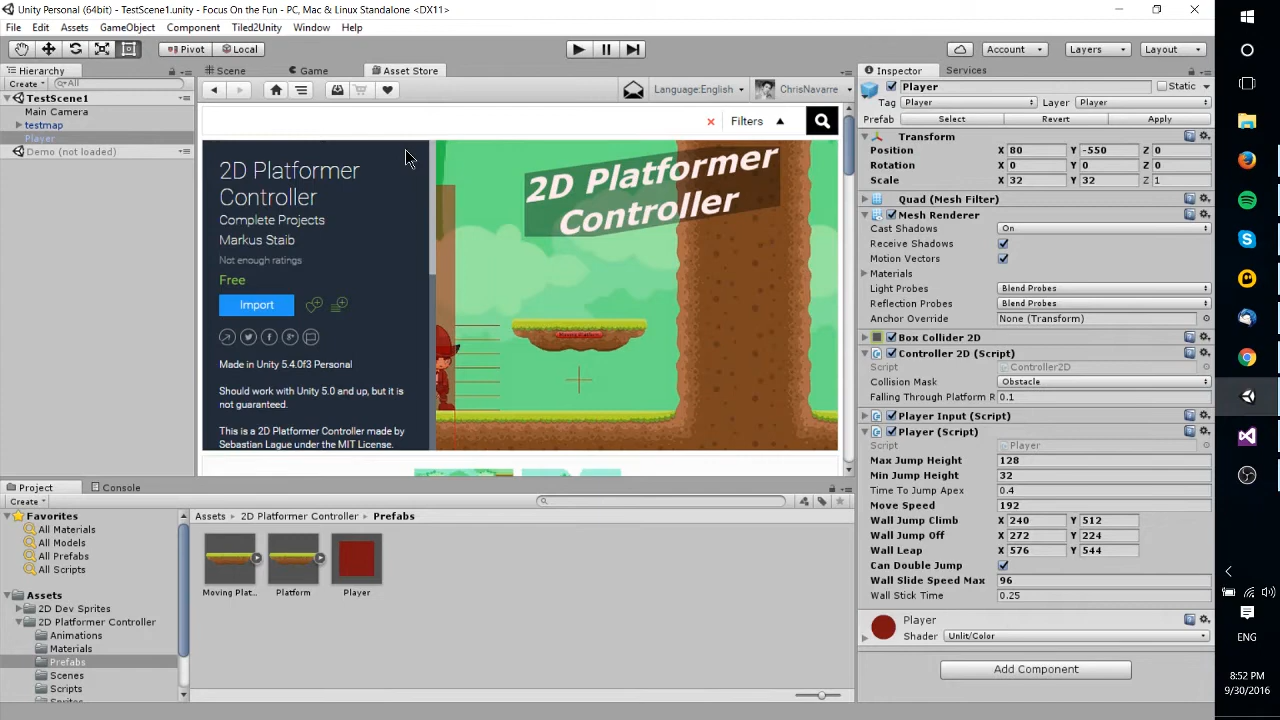 Unity Personal (64bit) - TestScene1.unity - Focus On the Fun - PC, Mac & Linux Standalone <DX11>
File Edit Assets GameObject Component Tiled2Unity Window Help
Pivot Local Account Layers Layout
Hierarchy
Create All
TestScene1
Main Camera
testmap
Player
Demo (not loaded)
Scene Game Asset Store
Language:English ChrisNavarre
Filters
2D Platformer
Controller
Complete Projects
Markus Staib
Not enough ratings
Free
Import
Made in Unity 5.4.0f3 Personal
Should work with Unity 5.0 and up, but it is
not guaranteed.
This is a 2D Platformer Controller made by
Sebastian Lague under the MIT License.
2D Platformer
Controller
Inspector Services
Player Static
Tag Player Layer Player
Prefab Select Revert Apply
Transform
Position X 80 Y -550 Z 0
Rotation X 0 Y 0 Z 0
Scale X 32 Y 32 Z 1
Quad (Mesh Filter)
Mesh Renderer
Cast Shadows On
Receive Shadows
Motion Vectors
Materials
Light Probes Blend Probes
Reflection Probes Blend Probes
Anchor Override None (Transform)
Box Collider 2D
Controller 2D (Script)
Script Controller2D
Collision Mask Obstacle
Falling Through Platform R 0.1
Player Input (Script)
Player (Script)
Script Player
Max Jump Height 128
Min Jump Height 32
Time To Jump Apex 0.4
Move Speed 192
Wall Jump Climb X 240 Y 512
Wall Jump Off X 272 Y 224
Wall Leap X 576 Y 544
Can Double Jump
Wall Slide Speed Max 96
Wall Stick Time 0.25
Player
Shader Unlit/Color
Add Component
Project Console
Create
Favorites
All Materials
All Models
All Prefabs
All Scripts
Assets
2D Dev Sprites
2D Platformer Controller
Animations
Materials
Prefabs
Scenes
Scripts
Assets 2D Platformer Controller Prefabs
Moving Plat... Platform Player
ENG
8:52 PM
9/30/2016